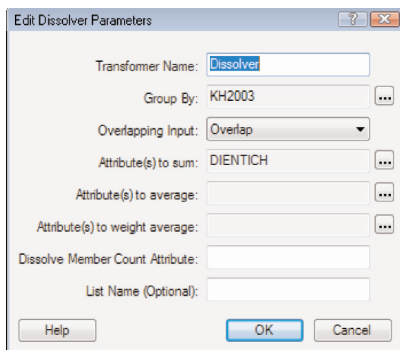 Edit Dissolver Parameters
Transformer Name: Dissolver
Group By: KH2003 ...
Overlapping Input: Overlap
Attribute(s) to sum: DIENTICH ...
Attribute(s) to average: ...
Attribute(s) to weight average: ...
Dissolve Member Count Attribute:
List Name (Optional):
Help OK Cancel